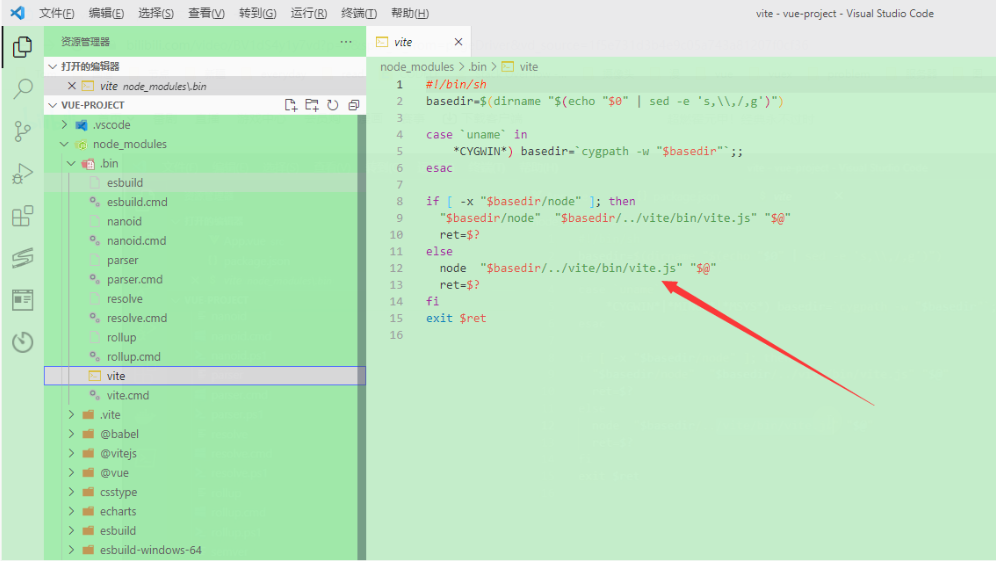 文件(F) 编辑(E) 选择(S) 查看(V) 转到(G) 运行(R) 终端(T) 帮助(H) vite - vue-project - Visual Studio Code
资源管理器 ···
打开的编辑器
vite node_modules\.bin
VUE-PROJECT
.vscode
node_modules
.bin
esbuild
esbuild.cmd
nanoid
nanoid.cmd
parser
parser.cmd
resolve
resolve.cmd
rollup
rollup.cmd
vite
vite.cmd
.vite
@babel
@vitejs
@vue
csstype
echarts
esbuild
esbuild-windows-64
vite
node_modules > .bin > vite
1 #!/bin/sh
2 basedir=$(dirname "$(echo "$0" | sed -e 's,\\,/,g')")
3
4 case `uname` in
5 *CYGWIN*) basedir=`cygpath -w "$basedir"`;;
6 esac
7
8 if [ -x "$basedir/node" ]; then
9 "$basedir/node"  "$basedir/../vite/bin/vite.js" "$@"
10 ret=$?
11 else
12 node  "$basedir/../vite/bin/vite.js" "$@"
13 ret=$?
14 fi
15 exit $ret
16